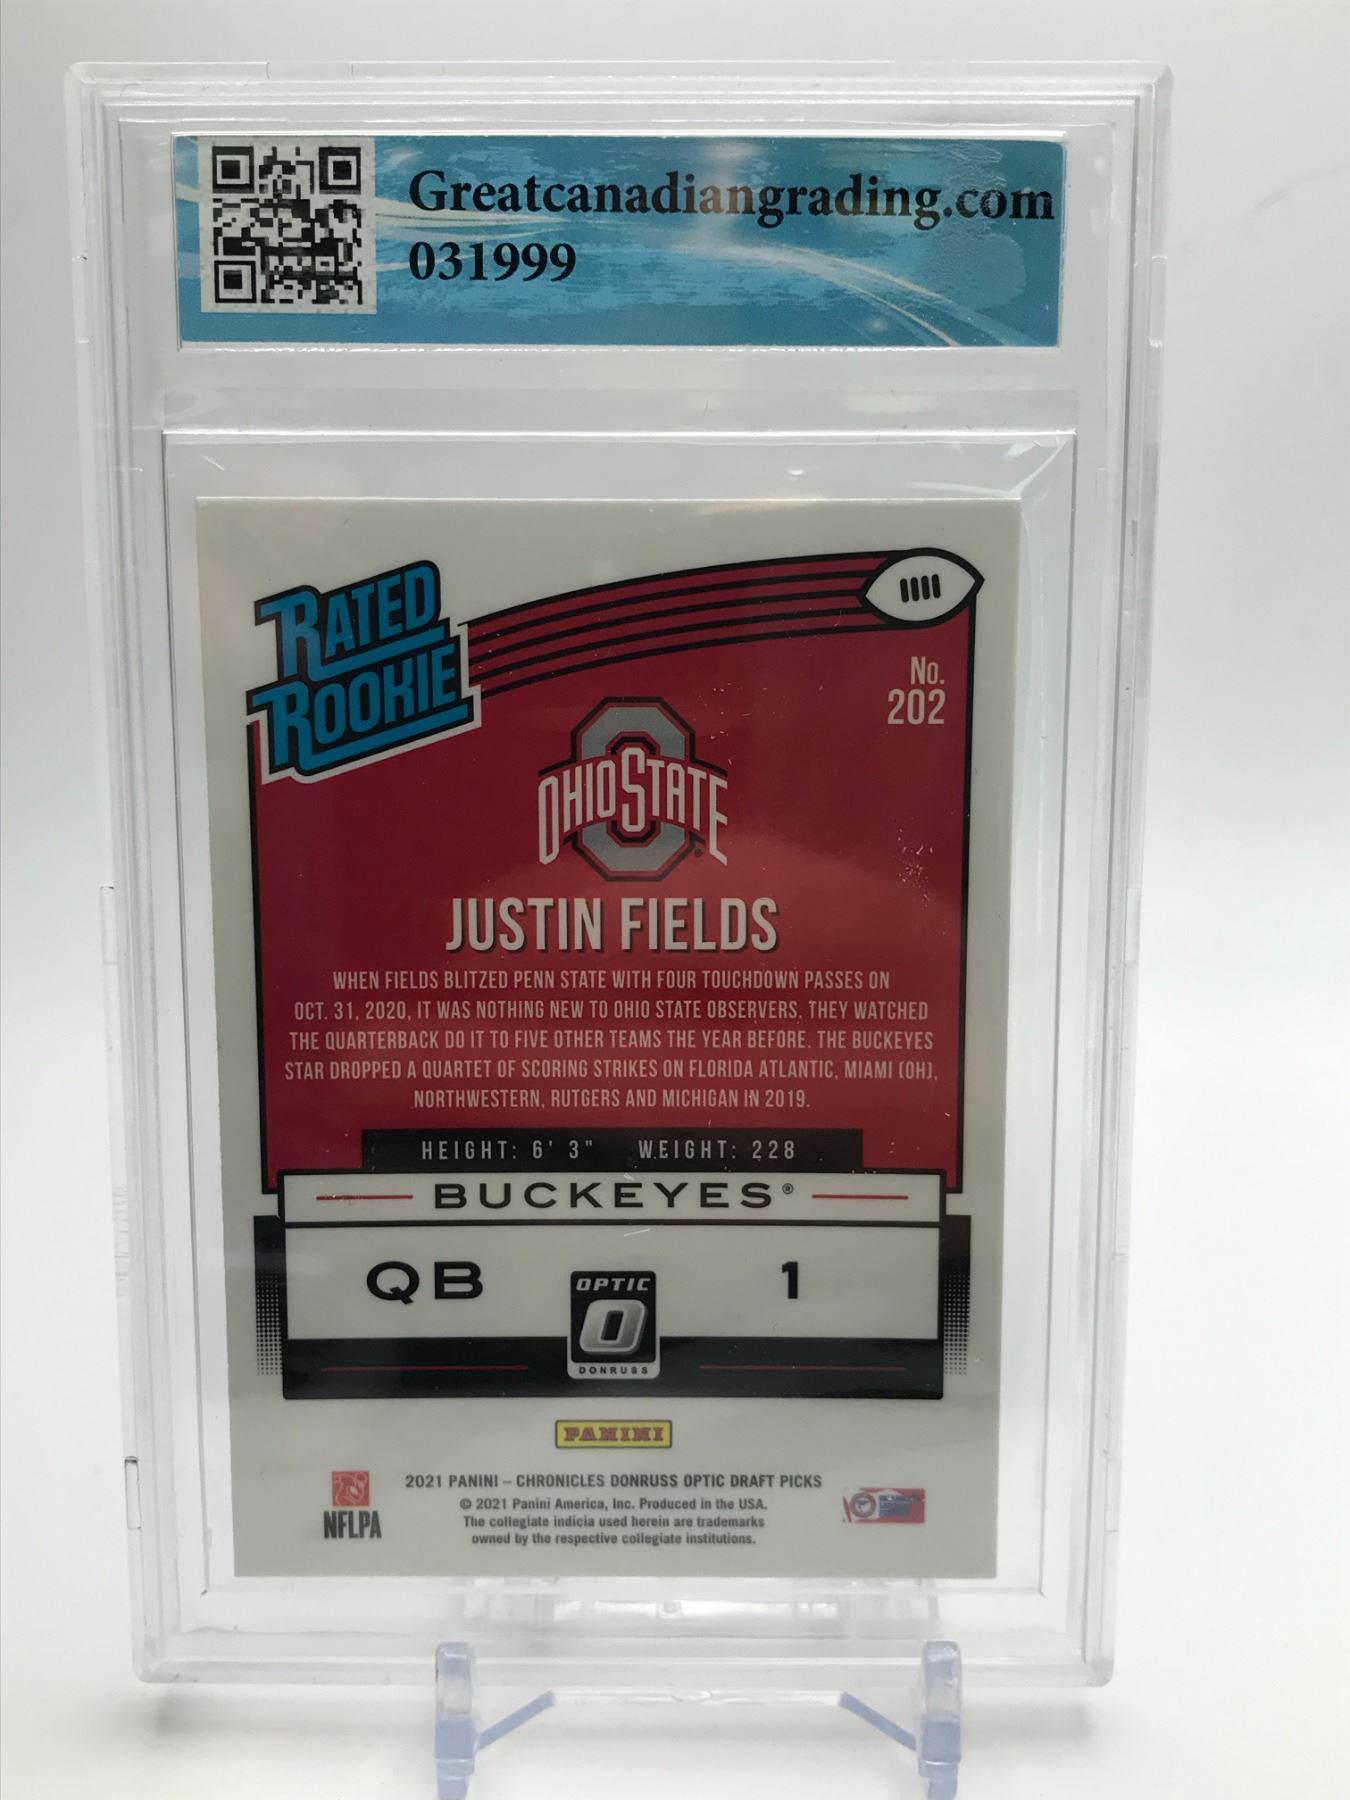 Greatcanadiangrading.com
031999
RATED
ROOKIE
No.
202
OHIO STATE
JUSTIN FIELDS
WHEN FIELDS BLITZED PENN STATE WITH FOUR TOUCHDOWN PASSES ON
OCT. 31, 2020, IT WAS NOTHING NEW TO OHIO STATE OBSERVERS. THEY WATCHED
THE QUARTERBACK DO IT TO FIVE OTHER TEAMS THE YEAR BEFORE. THE BUCKEYES
STAR DROPPED A QUARTET OF SCORING STRIKES ON FLORIDA ATLANTIC, MIAMI (OH),
NORTHWESTERN, RUTGERS AND MICHIGAN IN 2019.
HEIGHT: 6' 3" WEIGHT: 228
BUCKEYES®
QB 1
OPTIC
DONRUSS
PANINI
NFLPA
2021 PANINI – CHRONICLES DONRUSS OPTIC DRAFT PICKS
© 2021 Panini America, Inc. Produced in the USA.
The collegiate indicia used herein are trademarks
owned by the respective collegiate institutions.